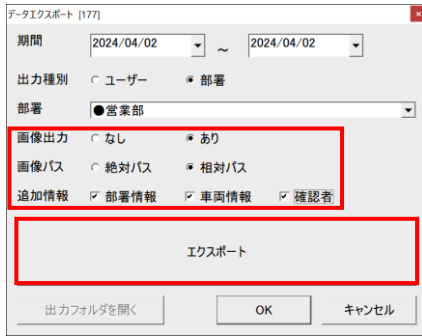 データエクスポート [177]
期間 2024/04/02 ～ 2024/04/02
出力種別 ユーザー 部署
部署 ●営業部
画像出力 なし あり
画像パス 絶対パス 相対パス
追加情報 部署情報 車両情報 確認者
エクスポート
出力フォルダを開く OK キャンセル